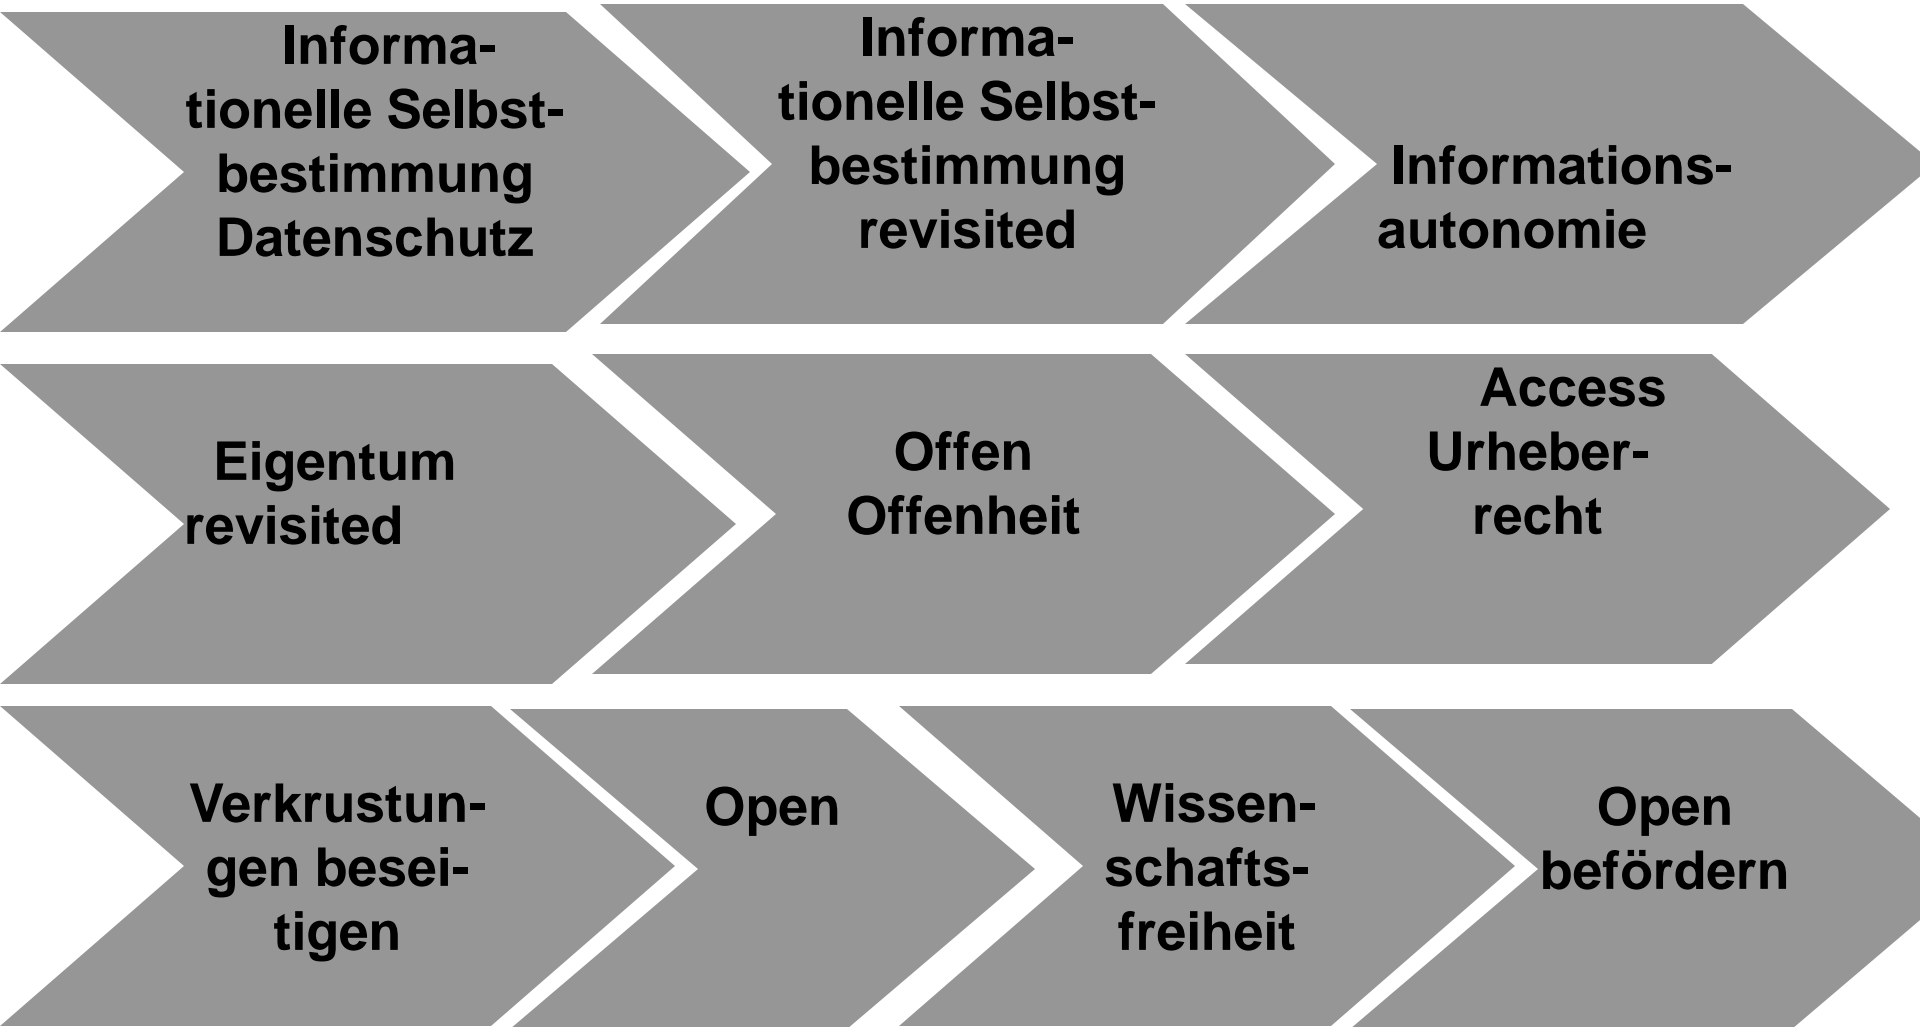 Informa-
tionelle Selbst-
bestimmung
Datenschutz
Informa-
tionelle Selbst-
bestimmung
revisited
Informations-
autonomie
Eigentum
revisited
Offen
Offenheit
Access
Urheber-
recht
Verkrustun-
gen besei-
tigen
Open
Wissen-
schafts-
freiheit
Open
befördern